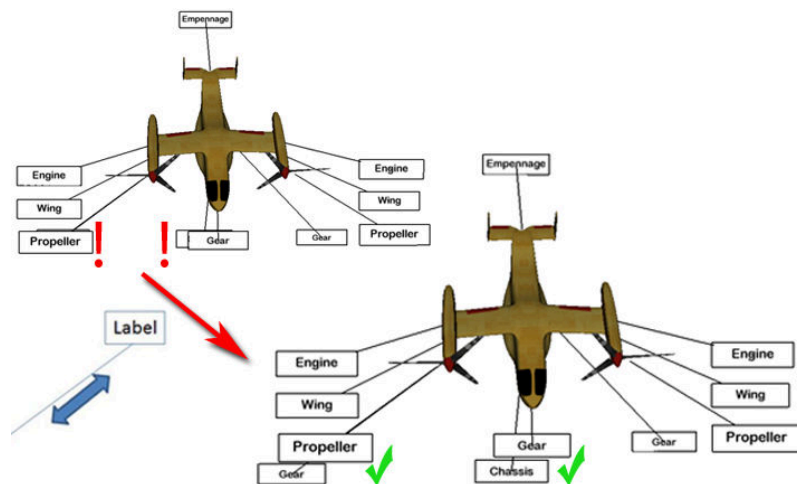 Empennage
Engine
Engine
Wing
Wing
Propeller
!
!
Gear
Gear
Propeller
Empennage
Label
Engine
Engine
Wing
Wing
Propeller
Gear
Gear
Propeller
Gear
Chassis